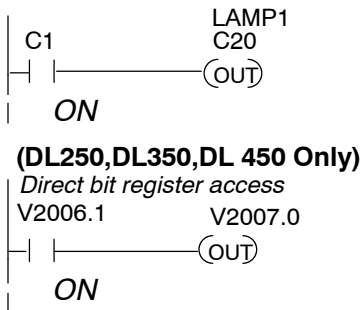 LAMP1
C1 C20
OUT
ON
(DL250,DL350,DL 450 Only)
Direct bit register access
V2006.1 V2007.0
OUT
ON